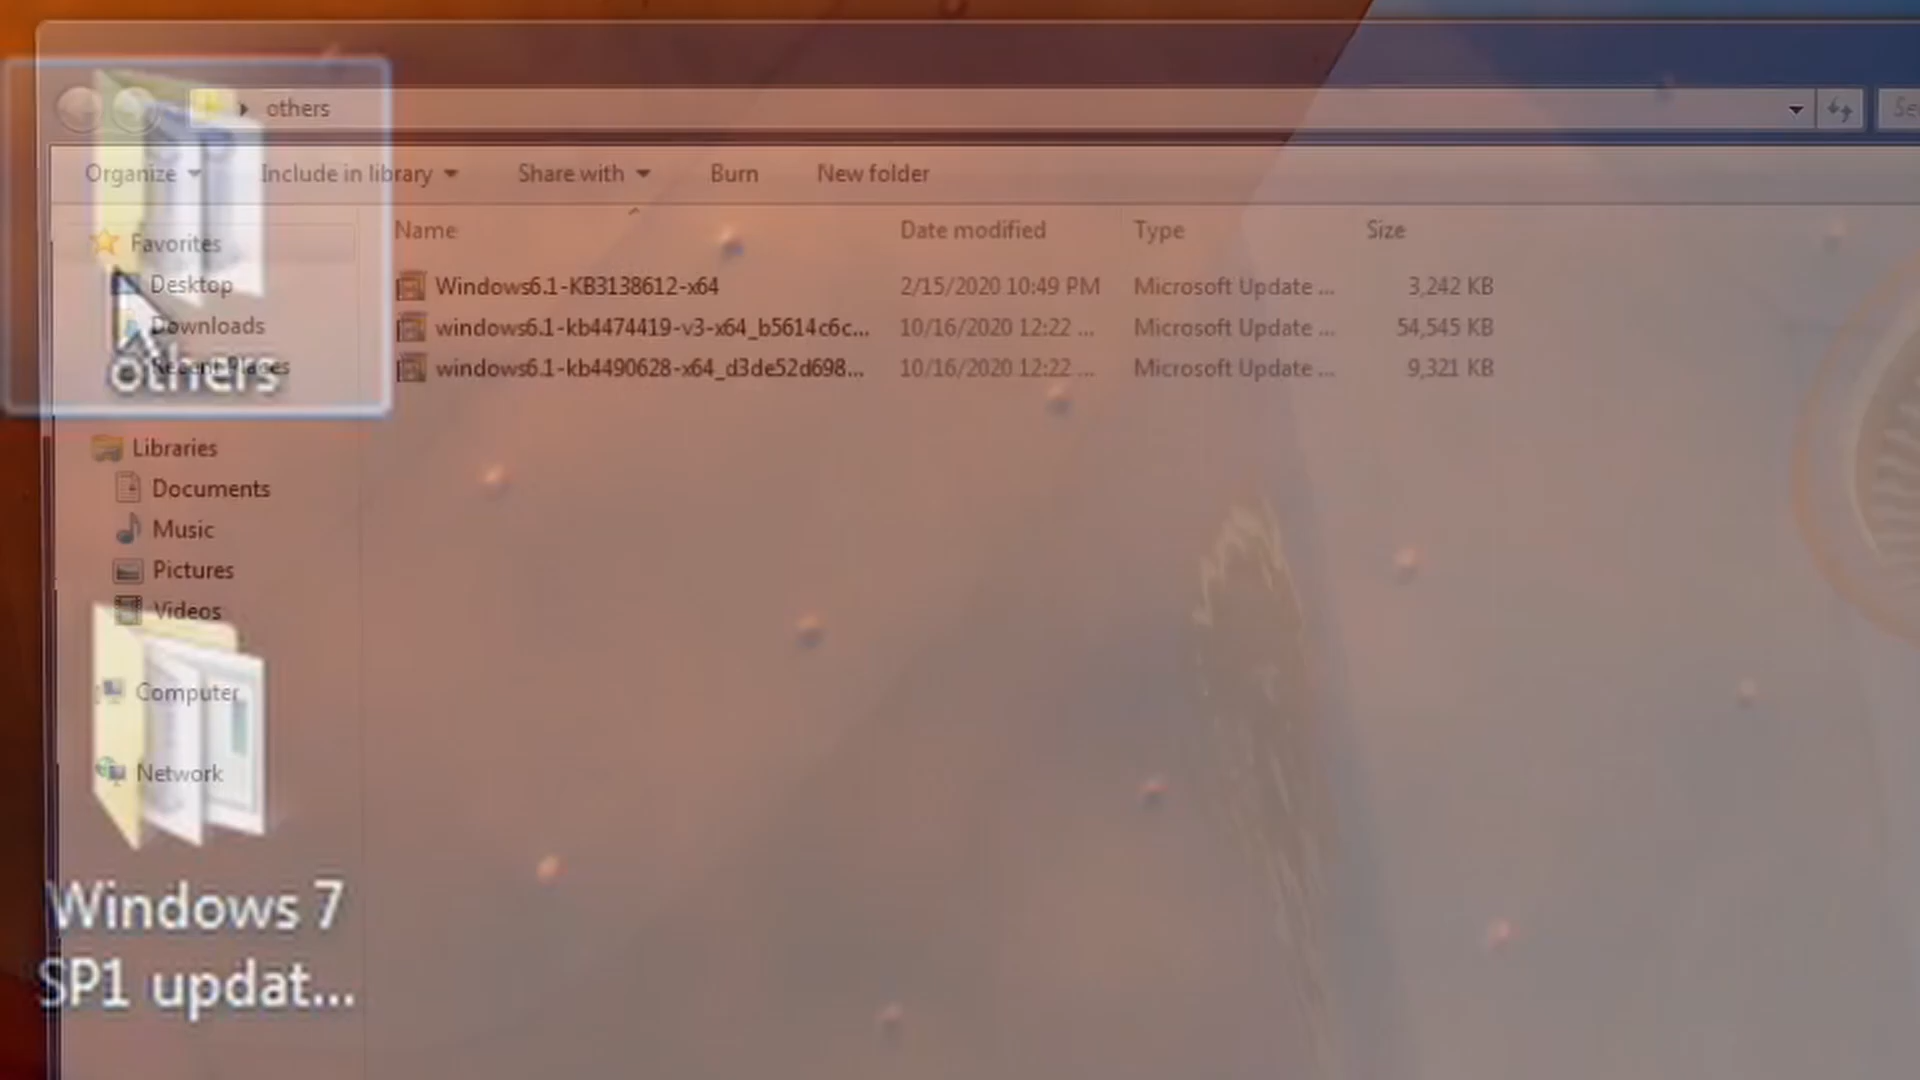 others
Se
Organize
Include in library
Share with
Burn
New folder
Name
Date modified
Type
Size
Favorites
Desktop
Downloads
Recent Places
others
Libraries
Documents
Music
Pictures
Videos
Computer
Network
Windows6.1-KB3138612-x64 2/15/2020 10:49 PM Microsoft Update ... 3,242 KB
windows6.1-kb4474419-v3-x64_b5614c6c... 10/16/2020 12:22 ... Microsoft Update ... 54,545 KB
windows6.1-kb4490628-x64_d3de52d698... 10/16/2020 12:22 ... Microsoft Update ... 9,321 KB
Windows 7
SP1 updat...